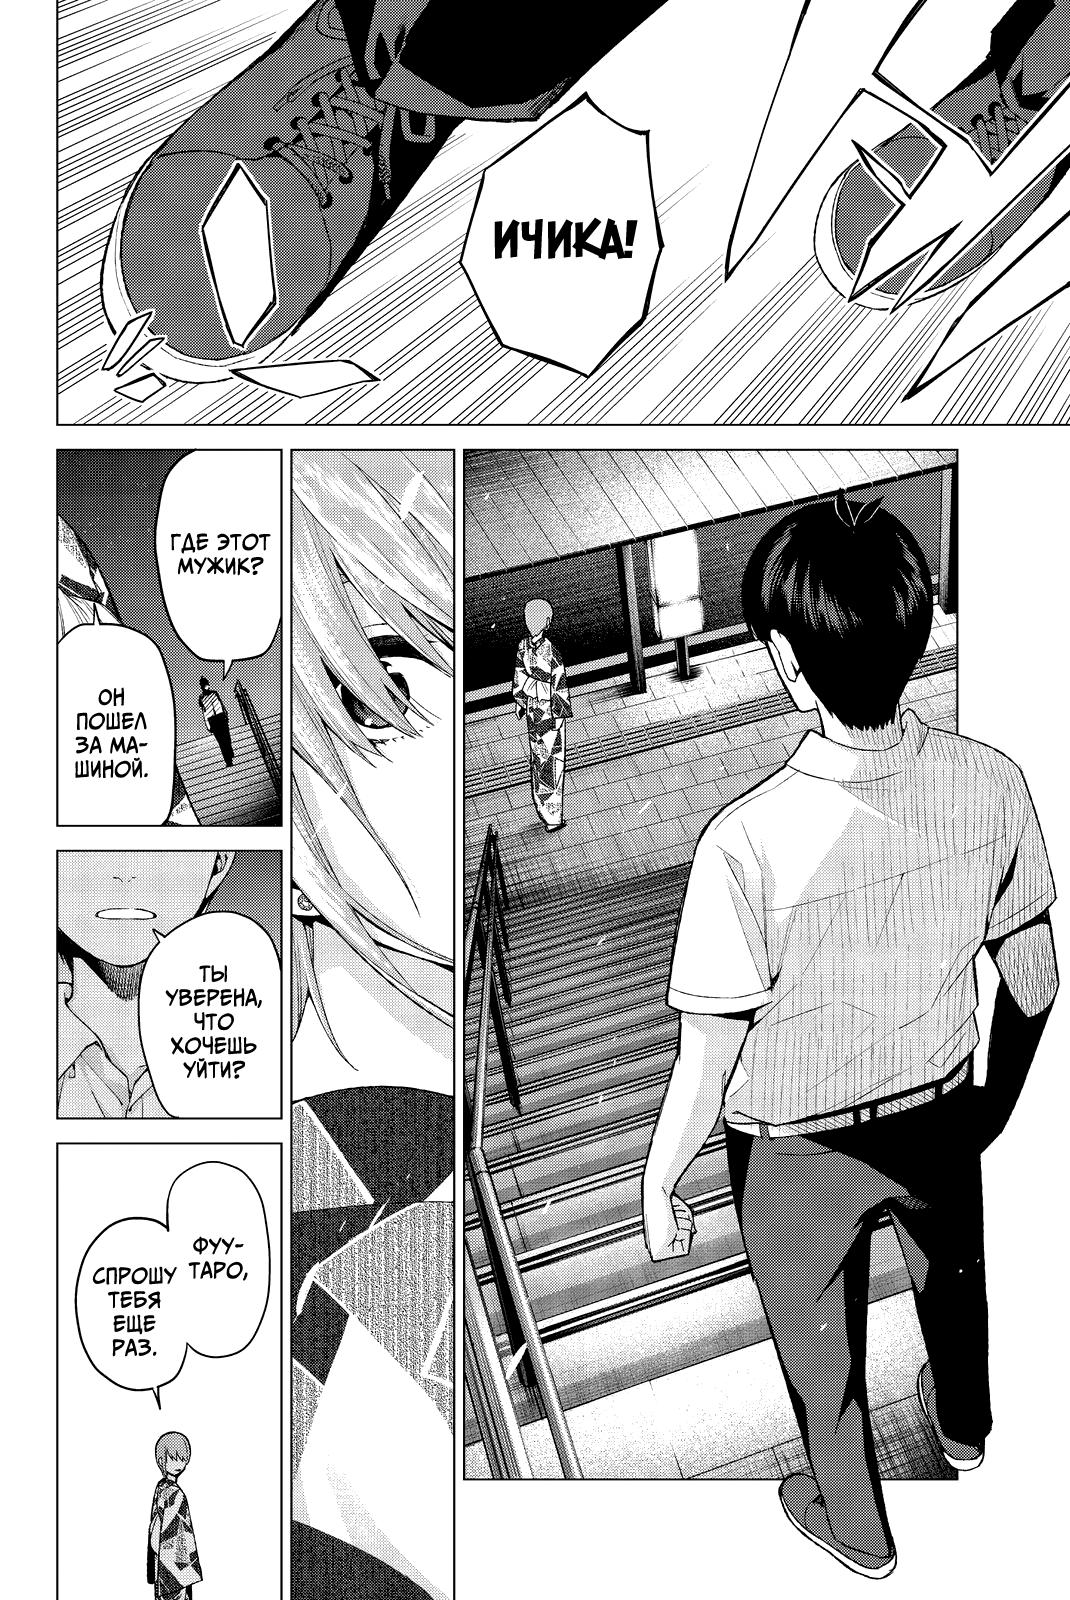 ИЧИКА!
ГДЕ ЭТОТ
МУЖИК?
ОН
ПОШЕЛ
ЗА МА-
ШИНОЙ.
ТЫ
УВЕРЕНА,
ЧТО
ХОЧЕШЬ
УЙТИ?
ФУУ-
ТАРО,
СПРОШУ
ТЕБЯ
ЕЩЕ
РАЗ.